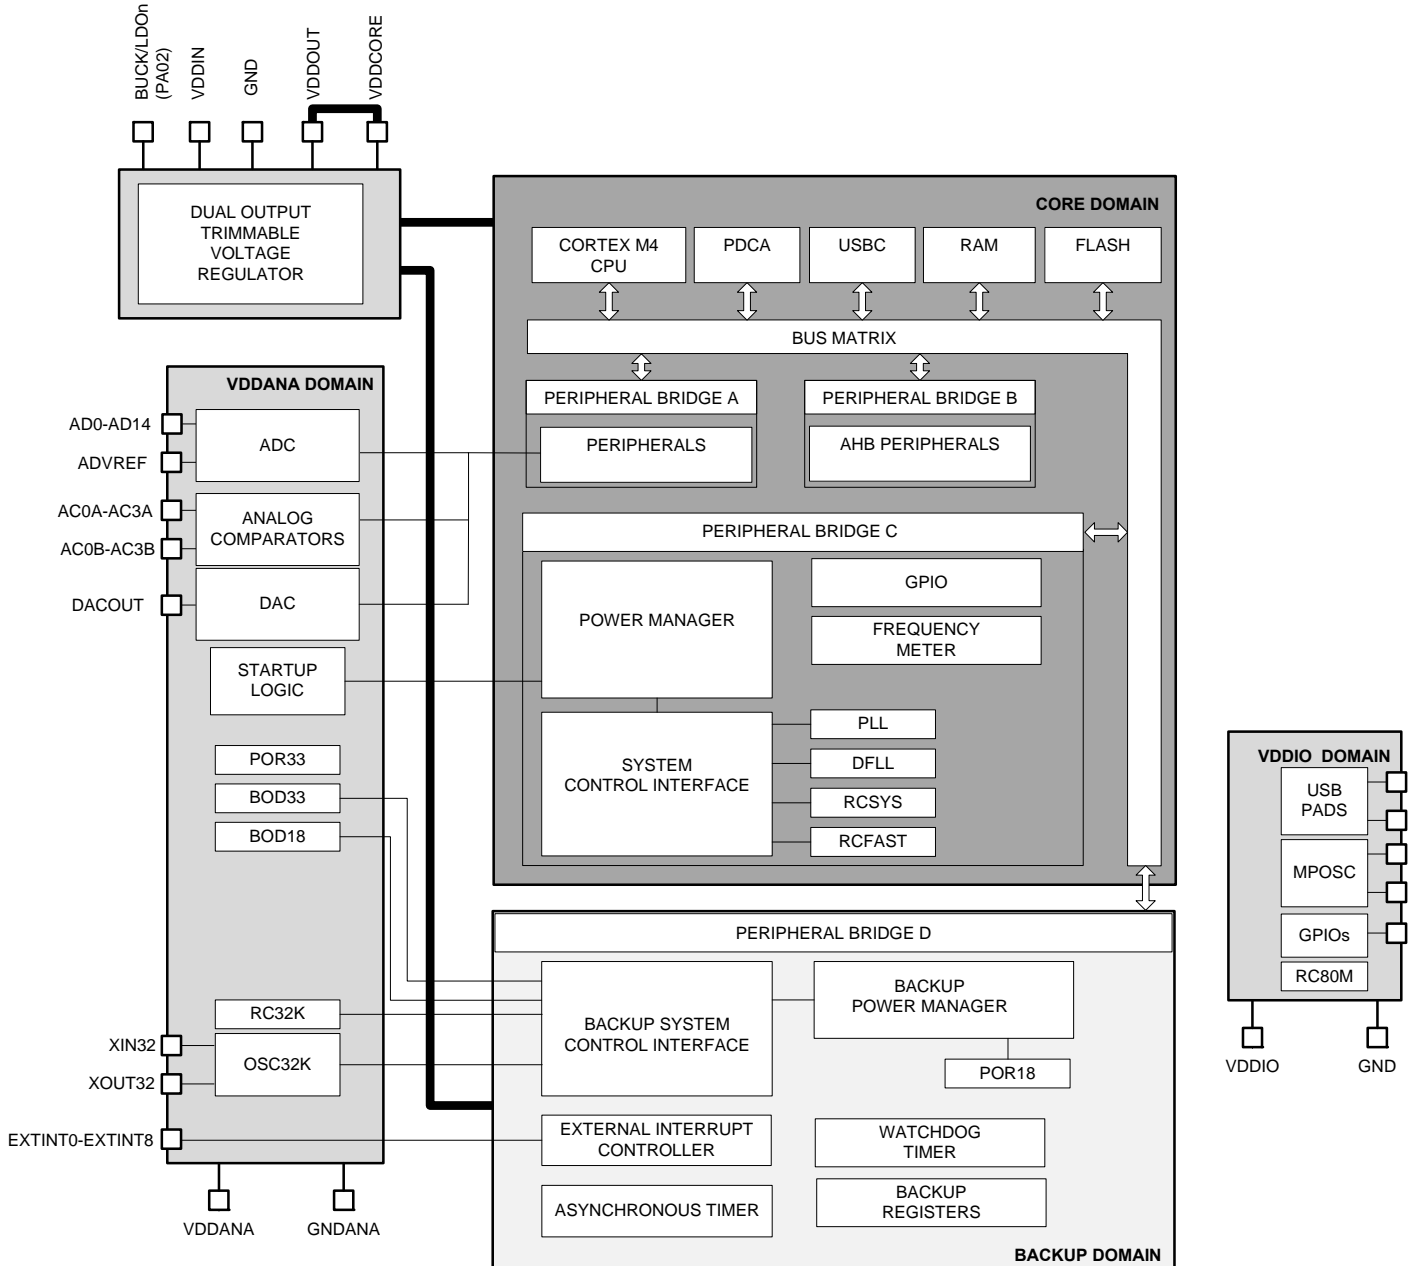 BUCK/LDOn
(PA02)
VDDIN
GND
VDDOUT
VDDCORE
DUAL OUTPUT
TRIMMABLE
VOLTAGE
REGULATOR
CORE DOMAIN
CORTEX M4
CPU
PDCA
USBC
RAM
FLASH
BUS MATRIX
PERIPHERAL BRIDGE A
PERIPHERALS
PERIPHERAL BRIDGE B
AHB PERIPHERALS
PERIPHERAL BRIDGE C
POWER MANAGER
GPIO
FREQUENCY
METER
SYSTEM
CONTROL INTERFACE
PLL
DFLL
RCSYS
RCFAST
VDDANA DOMAIN
AD0-AD14
ADVREF
ADC
AC0A-AC3A
AC0B-AC3B
ANALOG
COMPARATORS
DACOUT
DAC
STARTUP
LOGIC
POR33
BOD33
BOD18
RC32K
XIN32
XOUT32
OSC32K
EXTINT0-EXTINT8
VDDANA
GNDANA
PERIPHERAL BRIDGE D
BACKUP SYSTEM
CONTROL INTERFACE
BACKUP
POWER MANAGER
POR18
EXTERNAL INTERRUPT
CONTROLLER
WATCHDOG
TIMER
ASYNCHRONOUS TIMER
BACKUP
REGISTERS
BACKUP DOMAIN
VDDIO DOMAIN
USB
PADS
MPOSC
GPIOs
RC80M
VDDIO
GND